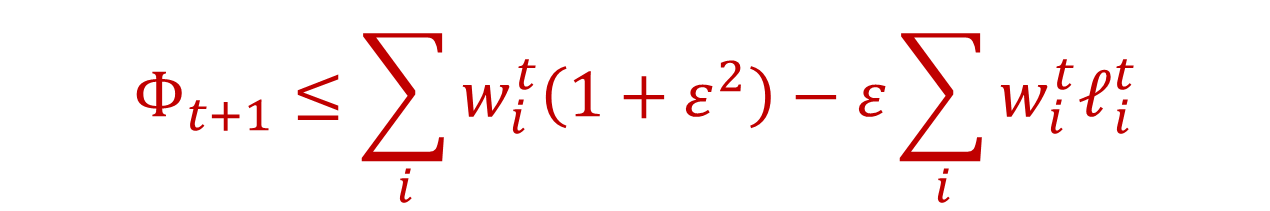 Φ_{t+1} ≤ ∑_i w_i^t(1 + ε^2) − ε ∑_i w_i^t ℓ_i^t